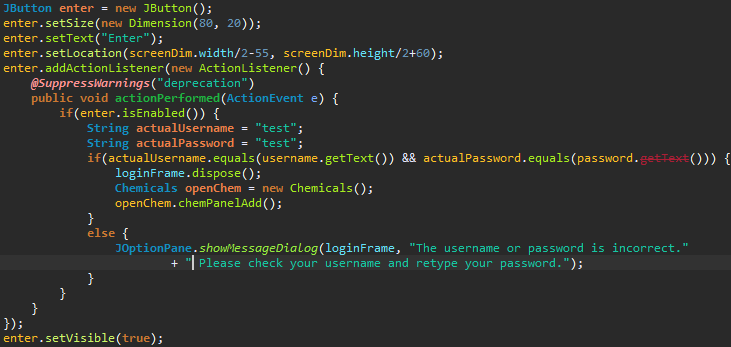 JButton enter = new JButton();
enter.setSize(new Dimension(80, 20));
enter.setText("Enter");
enter.setLocation(screenDim.width/2-55, screenDim.height/2+60);
enter.addActionListener(new ActionListener() {
    @SuppressWarnings("deprecation")
    public void actionPerformed(ActionEvent e) {
        if(enter.isEnabled()) {
            String actualUsername = "test";
            String actualPassword = "test";
            if(actualUsername.equals(username.getText()) && actualPassword.equals(password.getText())) {
                loginFrame.dispose();
                Chemicals openChem = new Chemicals();
                openChem.chemPanelAdd();
            }
            else {
                JOptionPane.showMessageDialog(loginFrame, "The username or password is incorrect."
                        + " Please check your username and retype your password.");
            }
        }
    }
});
enter.setVisible(true);